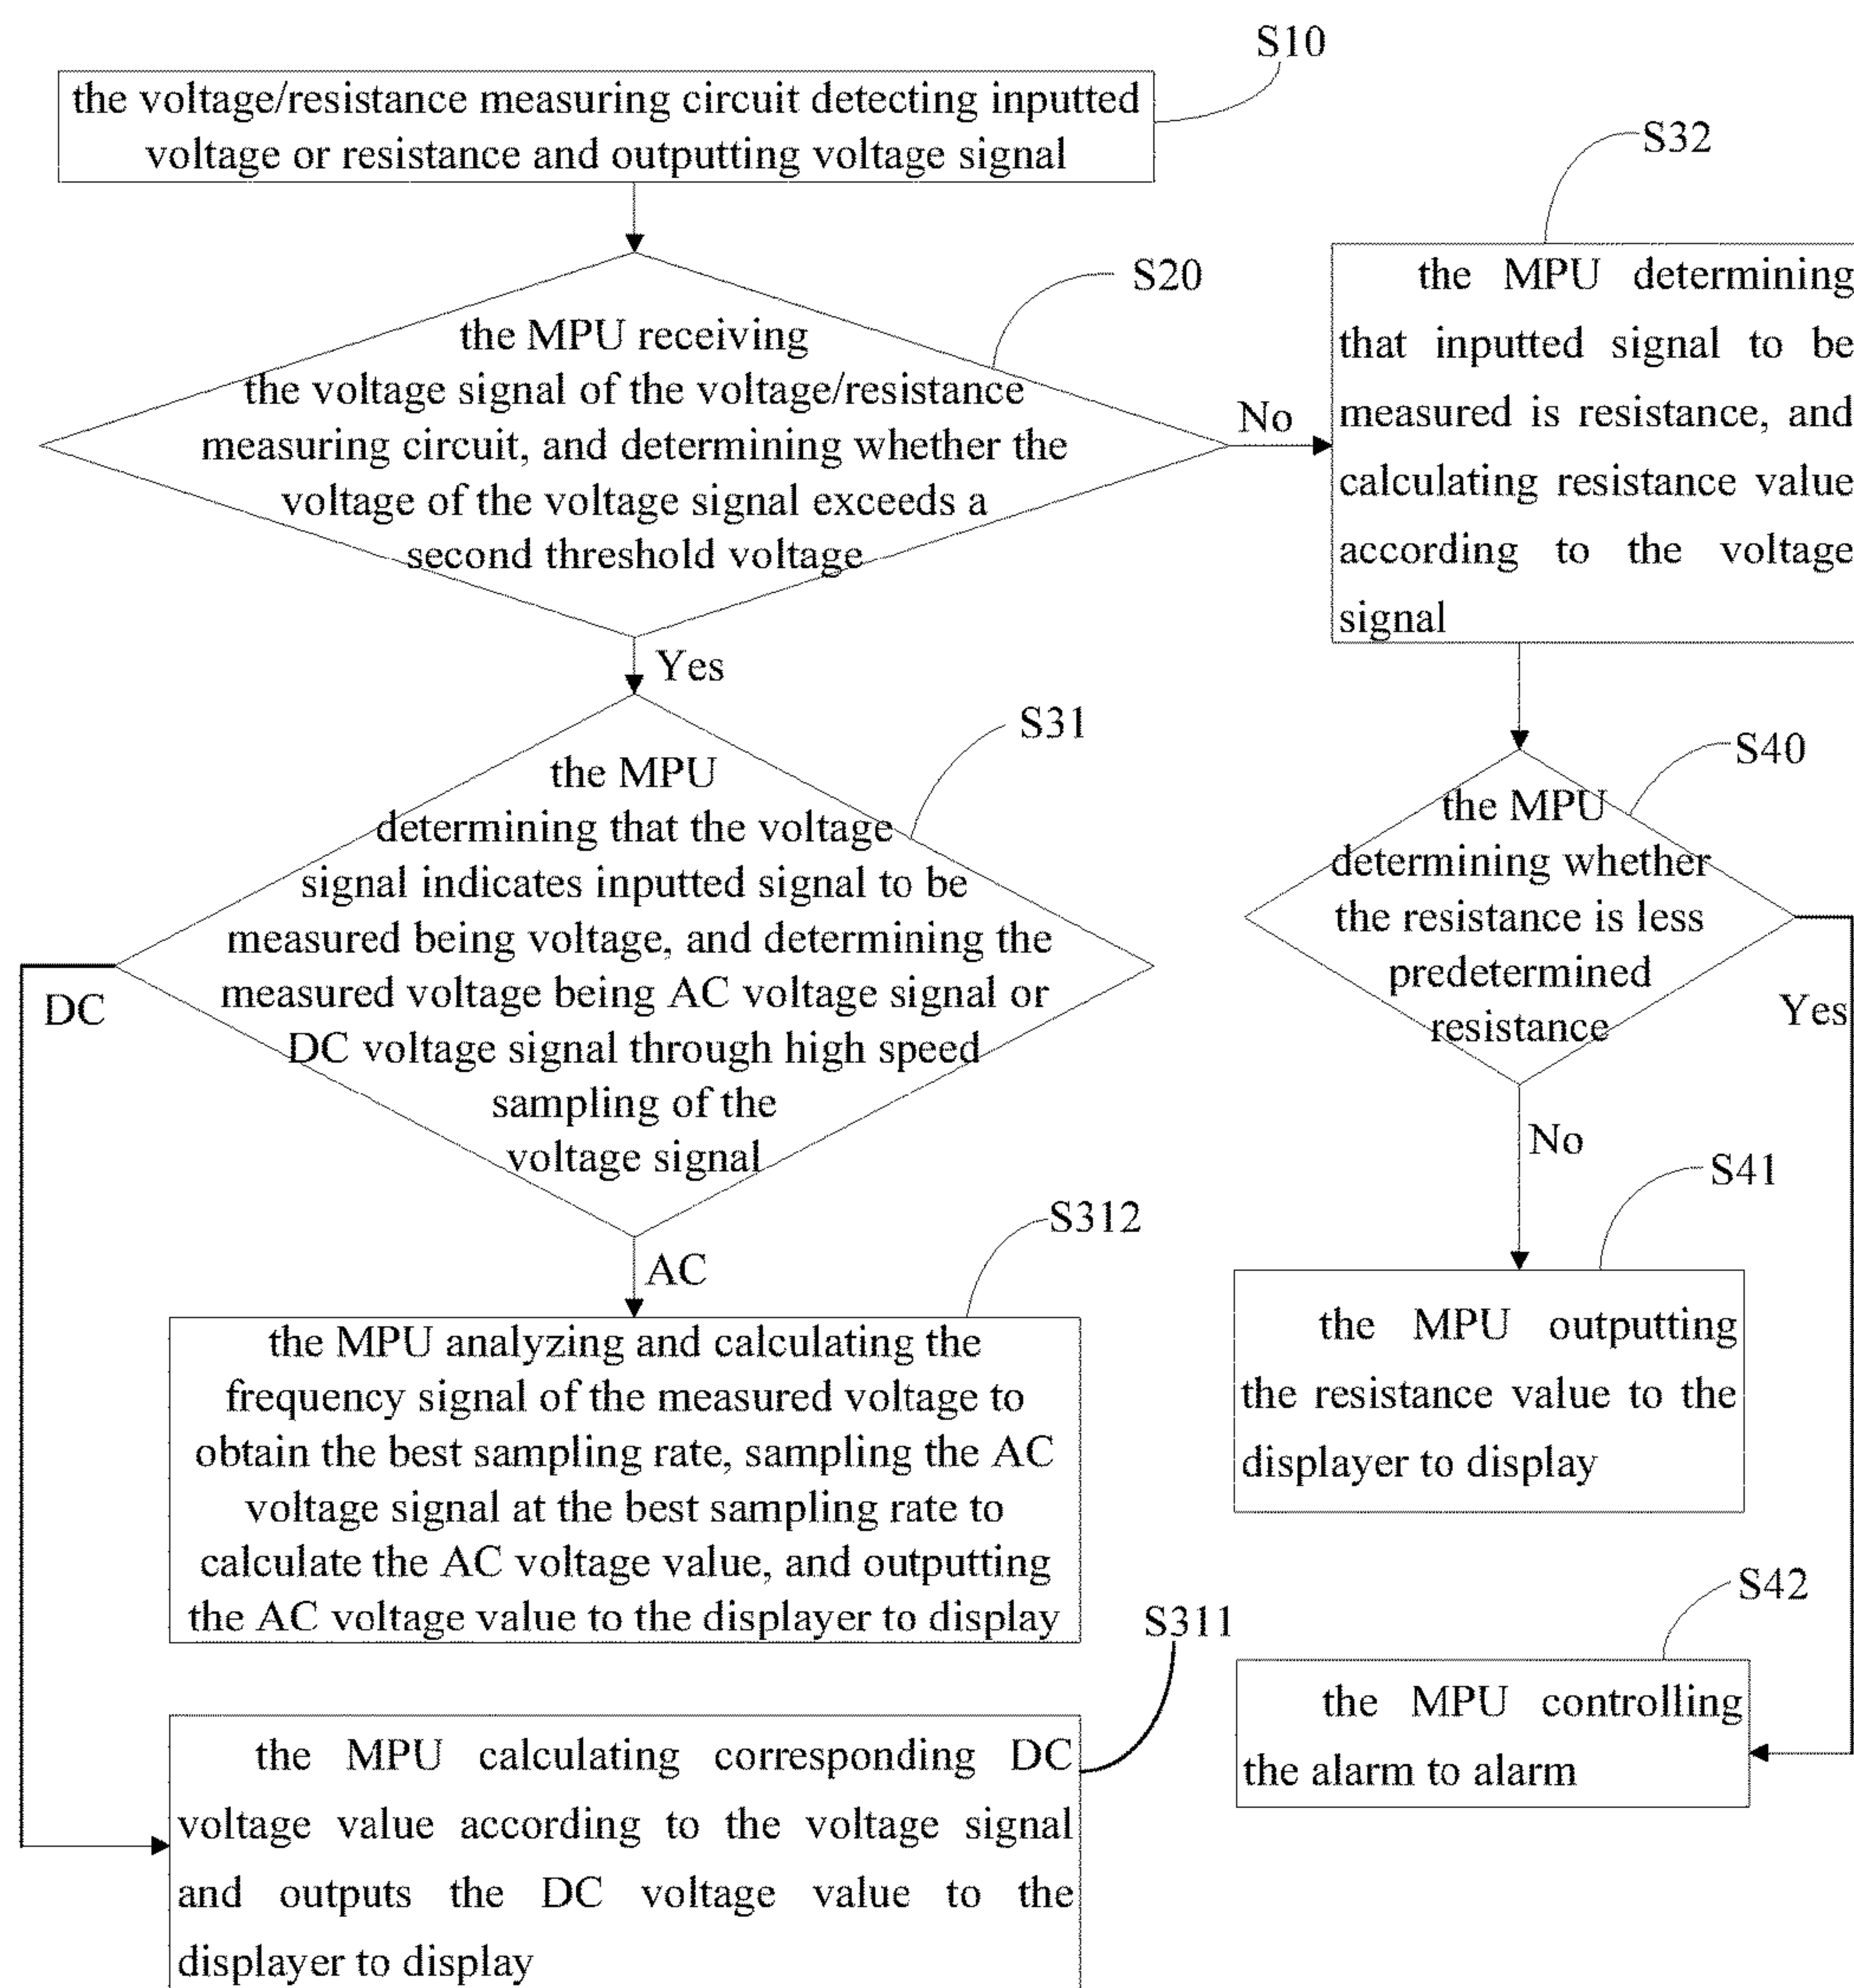 S10
the voltage/resistance measuring circuit detecting inputted
voltage or resistance and outputting voltage signal
S20
the MPU receiving
the voltage signal of the voltage/resistance
measuring circuit, and determining whether the
voltage of the voltage signal exceeds a
second threshold voltage
No
Yes
S32
the MPU determining
that inputted signal to be
measured is resistance, and
calculating resistance value
according to the voltage
signal
S31
the MPU
determining that the voltage
signal indicates inputted signal to be
measured being voltage, and determining the
measured voltage being AC voltage signal or
DC voltage signal through high speed
sampling of the
voltage signal
DC
AC
S40
the MPU
determining whether
the resistance is less
predetermined
resistance
Yes
No
S312
the MPU analyzing and calculating the
frequency signal of the measured voltage to
obtain the best sampling rate, sampling the AC
voltage signal at the best sampling rate to
calculate the AC voltage value, and outputting
the AC voltage value to the displayer to display
S41
the MPU outputting
the resistance value to the
displayer to display
S311
the MPU calculating corresponding DC
voltage value according to the voltage signal
and outputs the DC voltage value to the
displayer to display
S42
the MPU controlling
the alarm to alarm